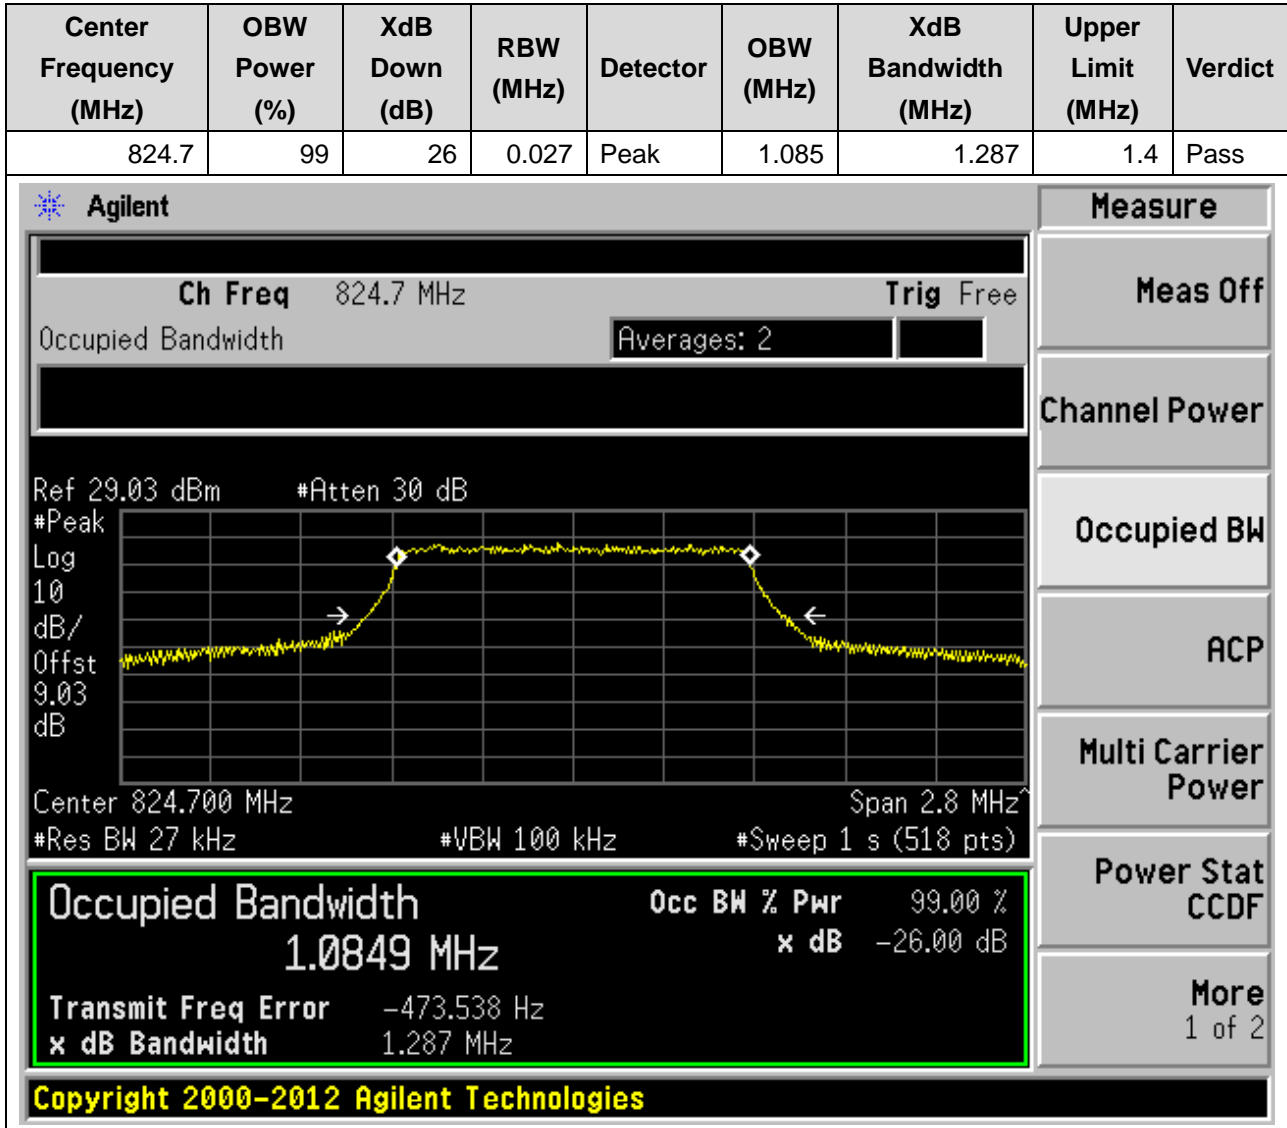 Center Frequency (MHz) OBW Power (%) XdB Down (dB) RBW (MHz) Detector OBW (MHz) XdB Bandwidth (MHz) Upper Limit (MHz) Verdict
824.7 99 26 0.027 Peak 1.085 1.287 1.4 Pass
Agilent
Measure
Ch Freq 824.7 MHz Trig Free
Occupied Bandwidth Averages: 2
Meas Off
Channel Power
Occupied BW
ACP
Multi Carrier
Power
Power Stat
CCDF
More
1 of 2
Ref 29.03 dBm #Atten 30 dB
#Peak
Log
10
dB/
Offst
9.03
dB
Center 824.700 MHz Span 2.8 MHz^
#Res BW 27 kHz #VBW 100 kHz #Sweep 1 s (518 pts)
Occupied Bandwidth Occ BW % Pwr 99.00 %
1.0849 MHz x dB -26.00 dB
Transmit Freq Error -473.538 Hz
x dB Bandwidth 1.287 MHz
Copyright 2000-2012 Agilent Technologies